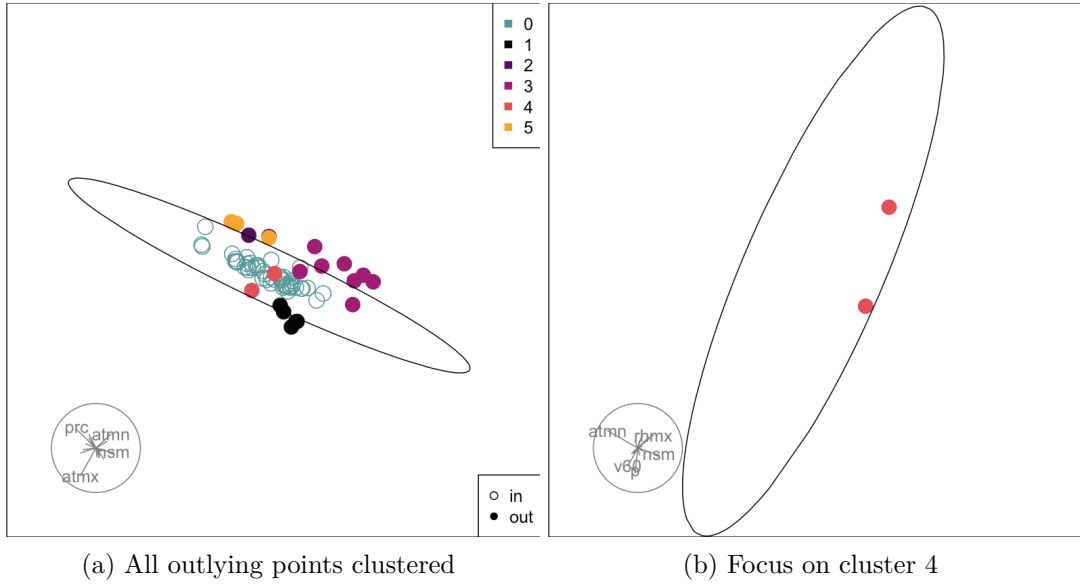 0
1
2
3
4
5
prc
atmn
nsm
atmx
in
out
(a) All outlying points clustered
atmn
rhmx
nsm
v60
p
(b) Focus on cluster 4